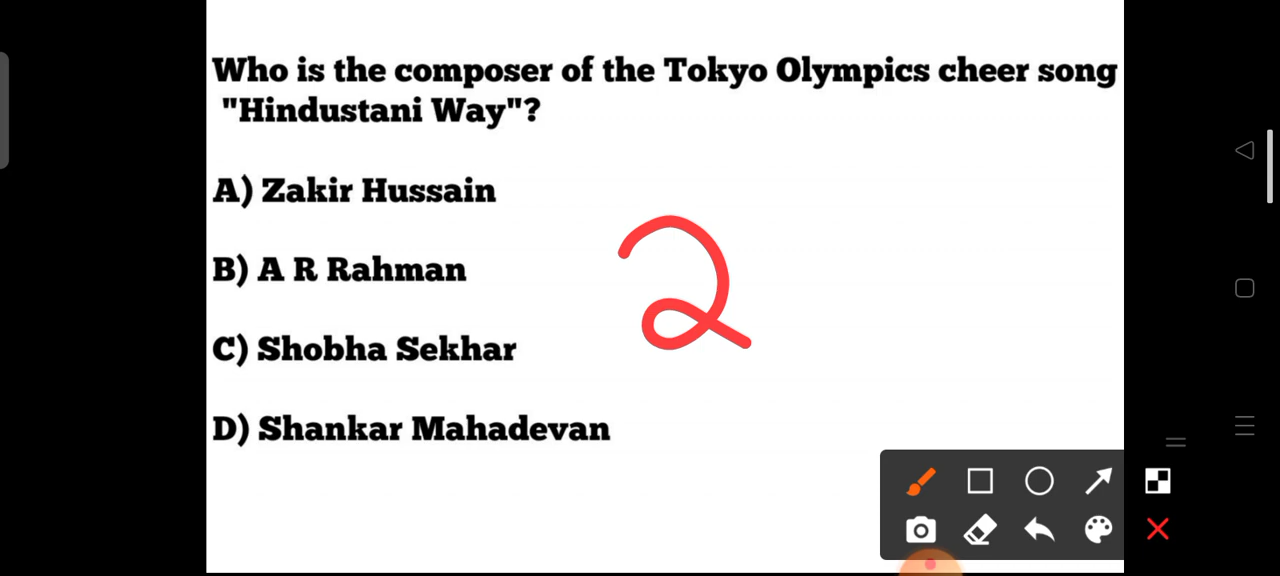 Who is the composer of the Tokyo Olympics cheer song
"Hindustani Way"?
A) Zakir Hussain
B) A R Rahman
2
C) Shobha Sekhar
D) Shankar Mahadevan